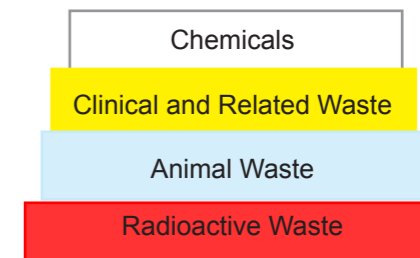 Chemicals
Clinical and Related Waste
Animal Waste
Radioactive Waste